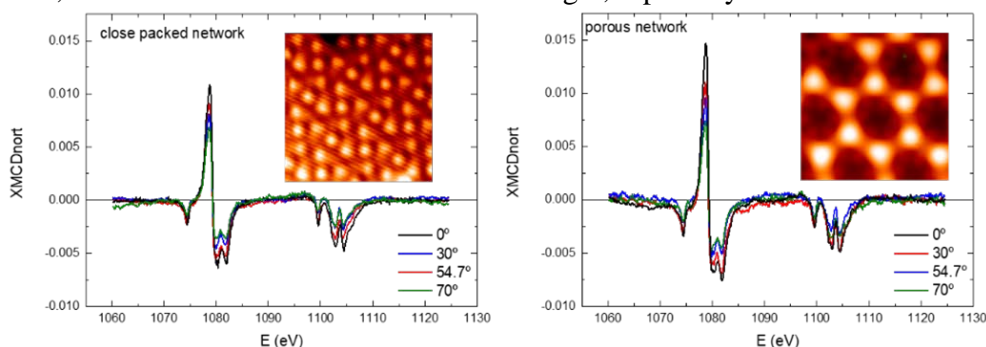 close packed network
XMCDnort
0.015
0.010
0.005
0.000
-0.005
-0.010
0º
30º
54.7º
70º
1060 1070 1080 1090 1100 1110 1120 1130
E (eV)
porous network
XMCDnort
0.015
0.010
0.005
0.000
-0.005
-0.010
0º
30º
54.7º
70º
1060 1070 1080 1090 1100 1110 1120 1130
E (eV)